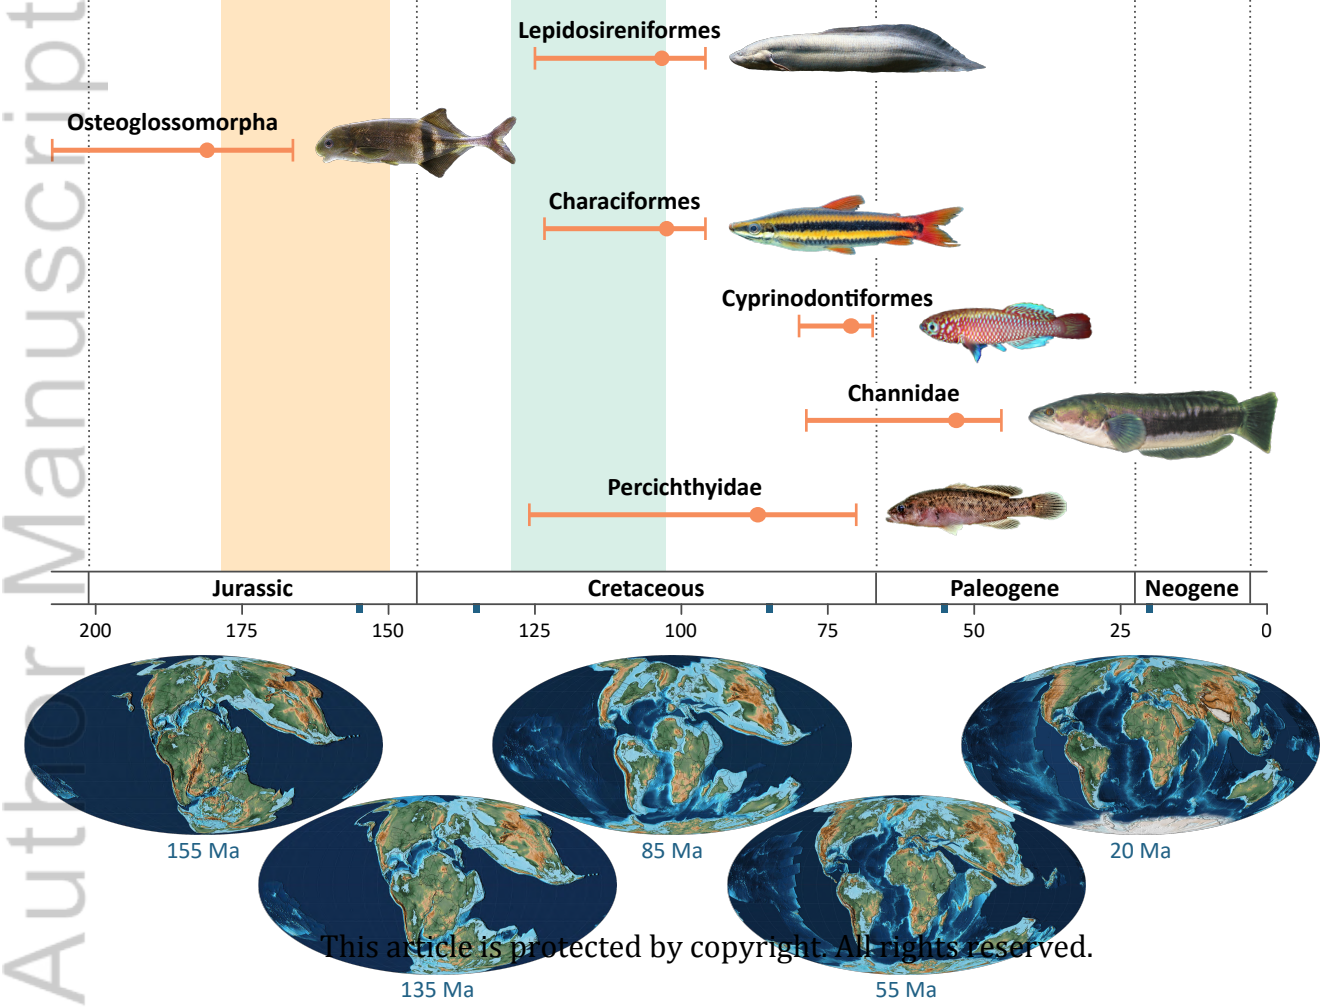 Author Manuscript
Lepidosireniformes
Osteoglossomorpha
Characiformes
Cyprinodontiformes
Channidae
Percichthyidae
Jurassic Cretaceous Paleogene Neogene
200 175 150 125 100 75 50 25 0
155 Ma 85 Ma 20 Ma
This article is protected by copyright. All rights reserved.
135 Ma 55 Ma